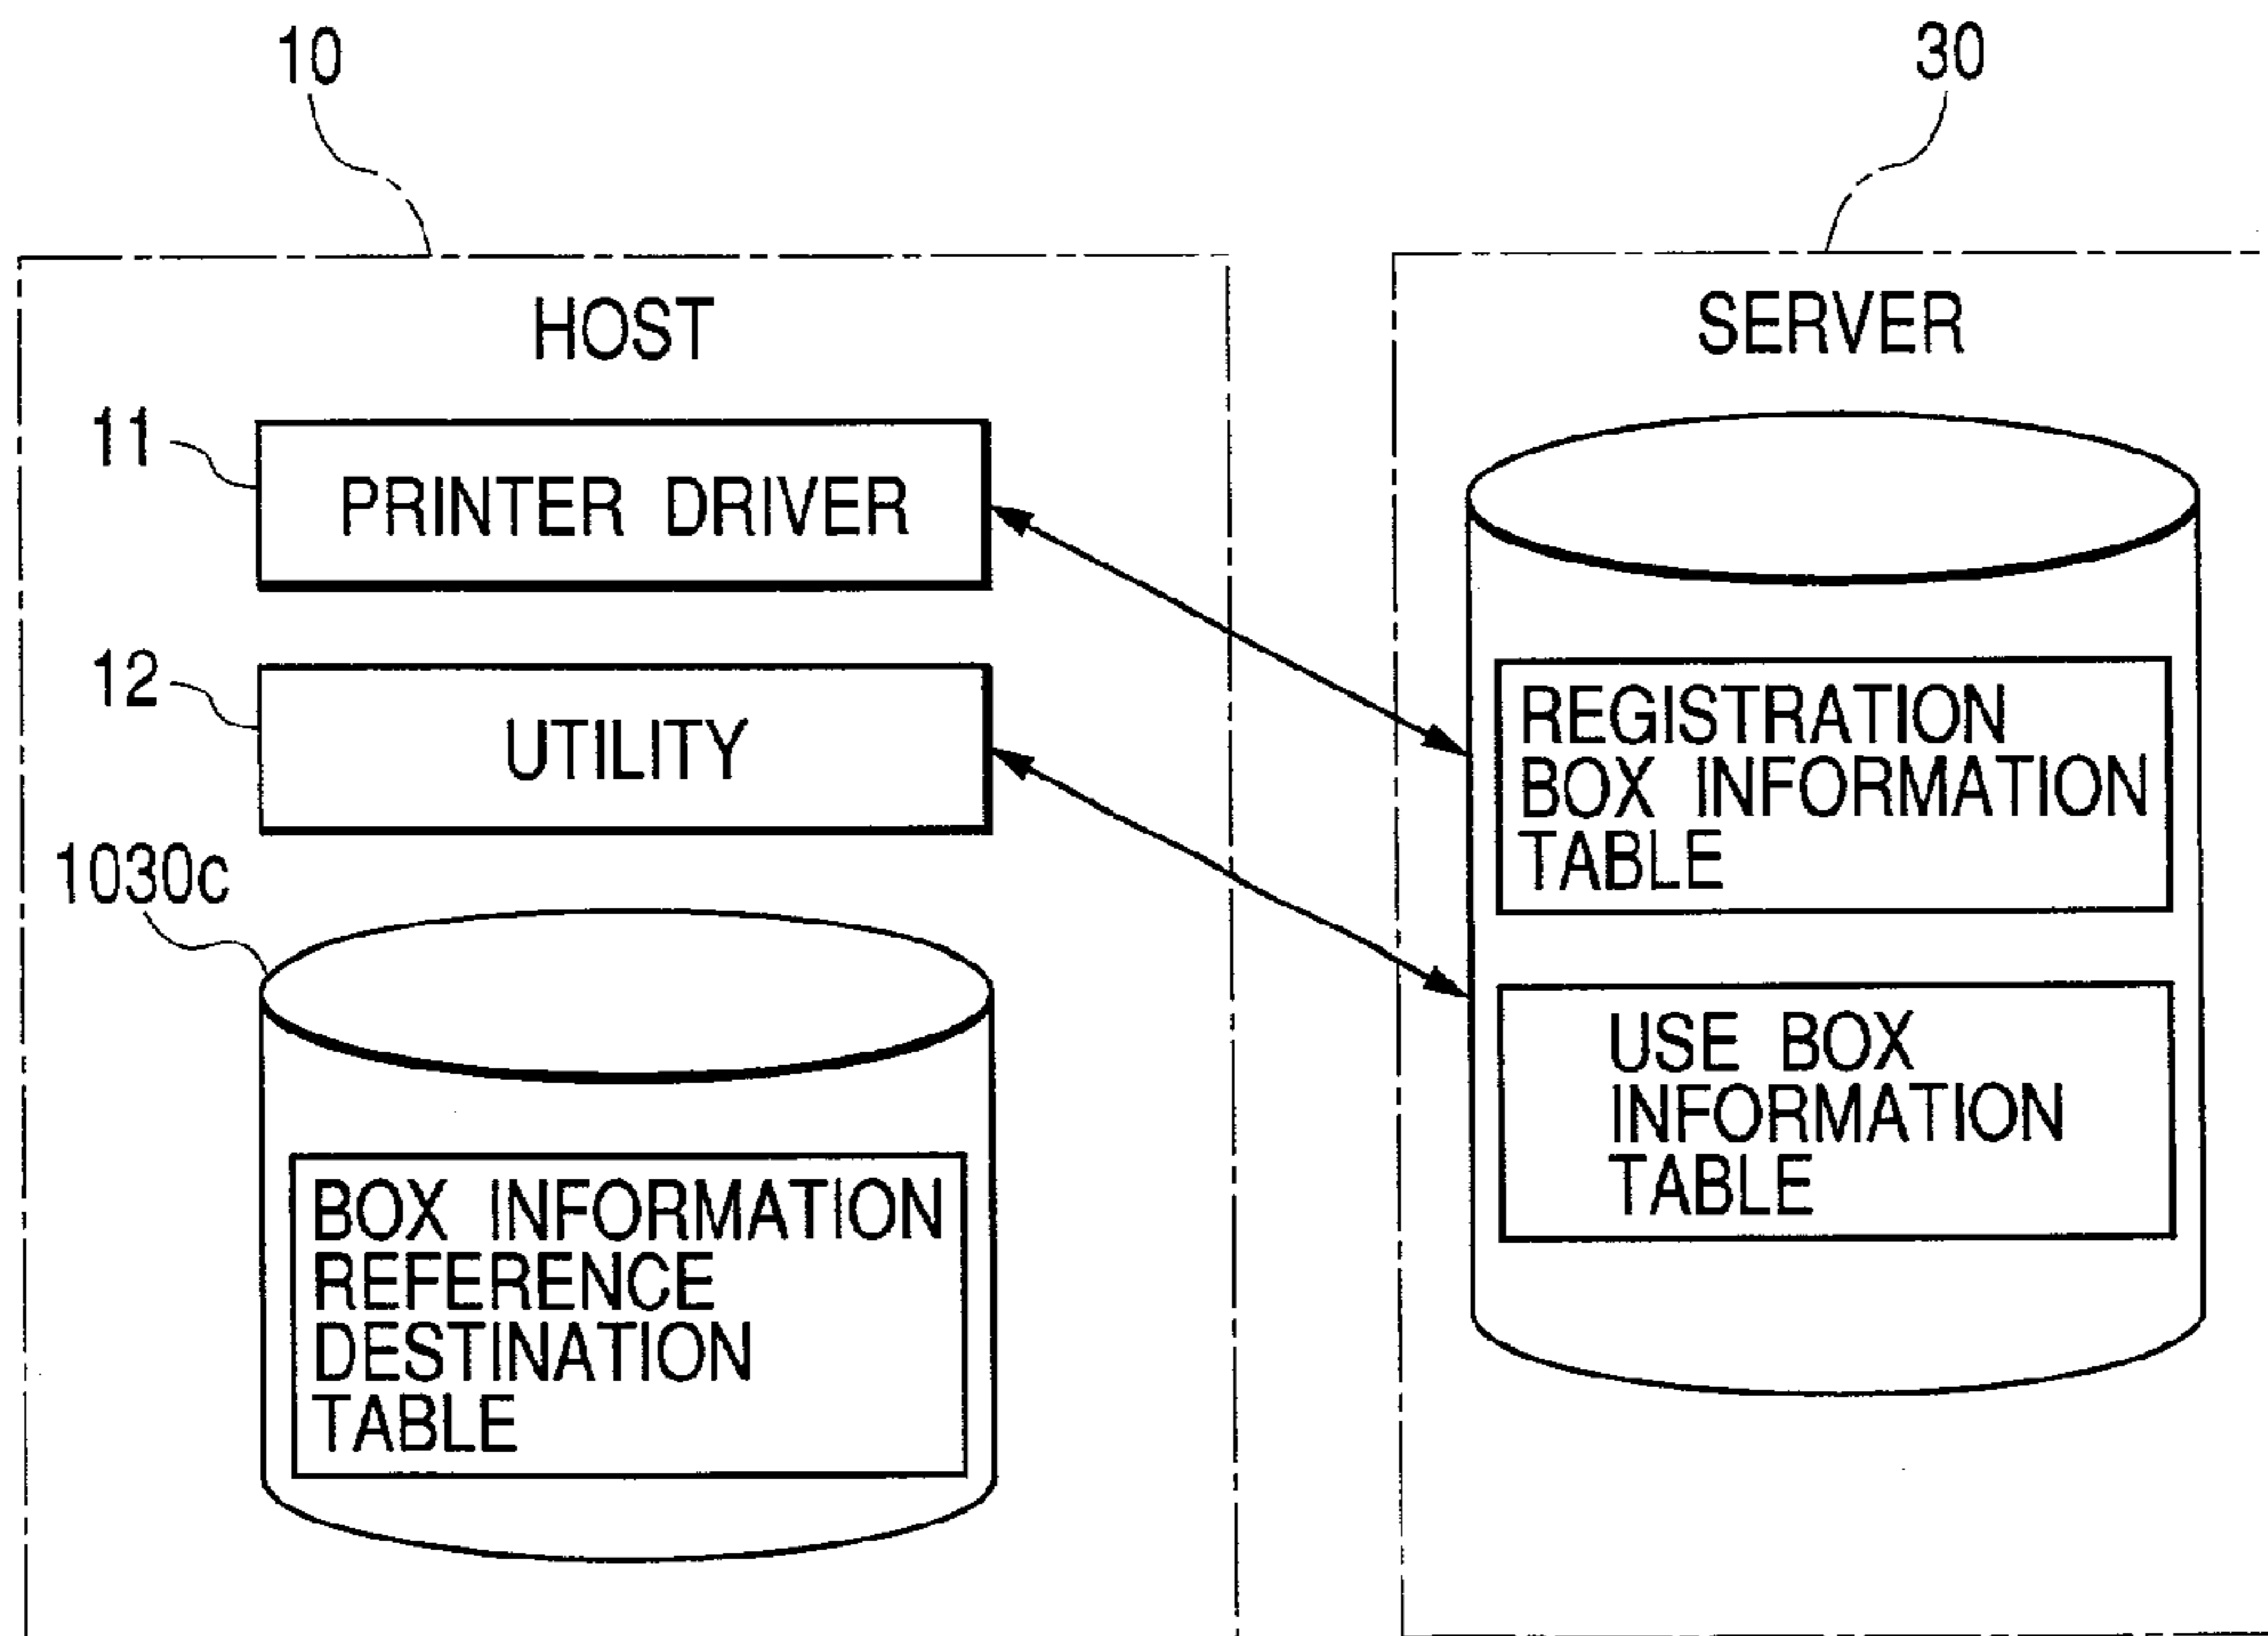 10
30
HOST
SERVER
11
PRINTER DRIVER
12
UTILITY
1030c
BOX INFORMATION
REFERENCE
DESTINATION
TABLE
REGISTRATION
BOX INFORMATION
TABLE
USE BOX
INFORMATION
TABLE